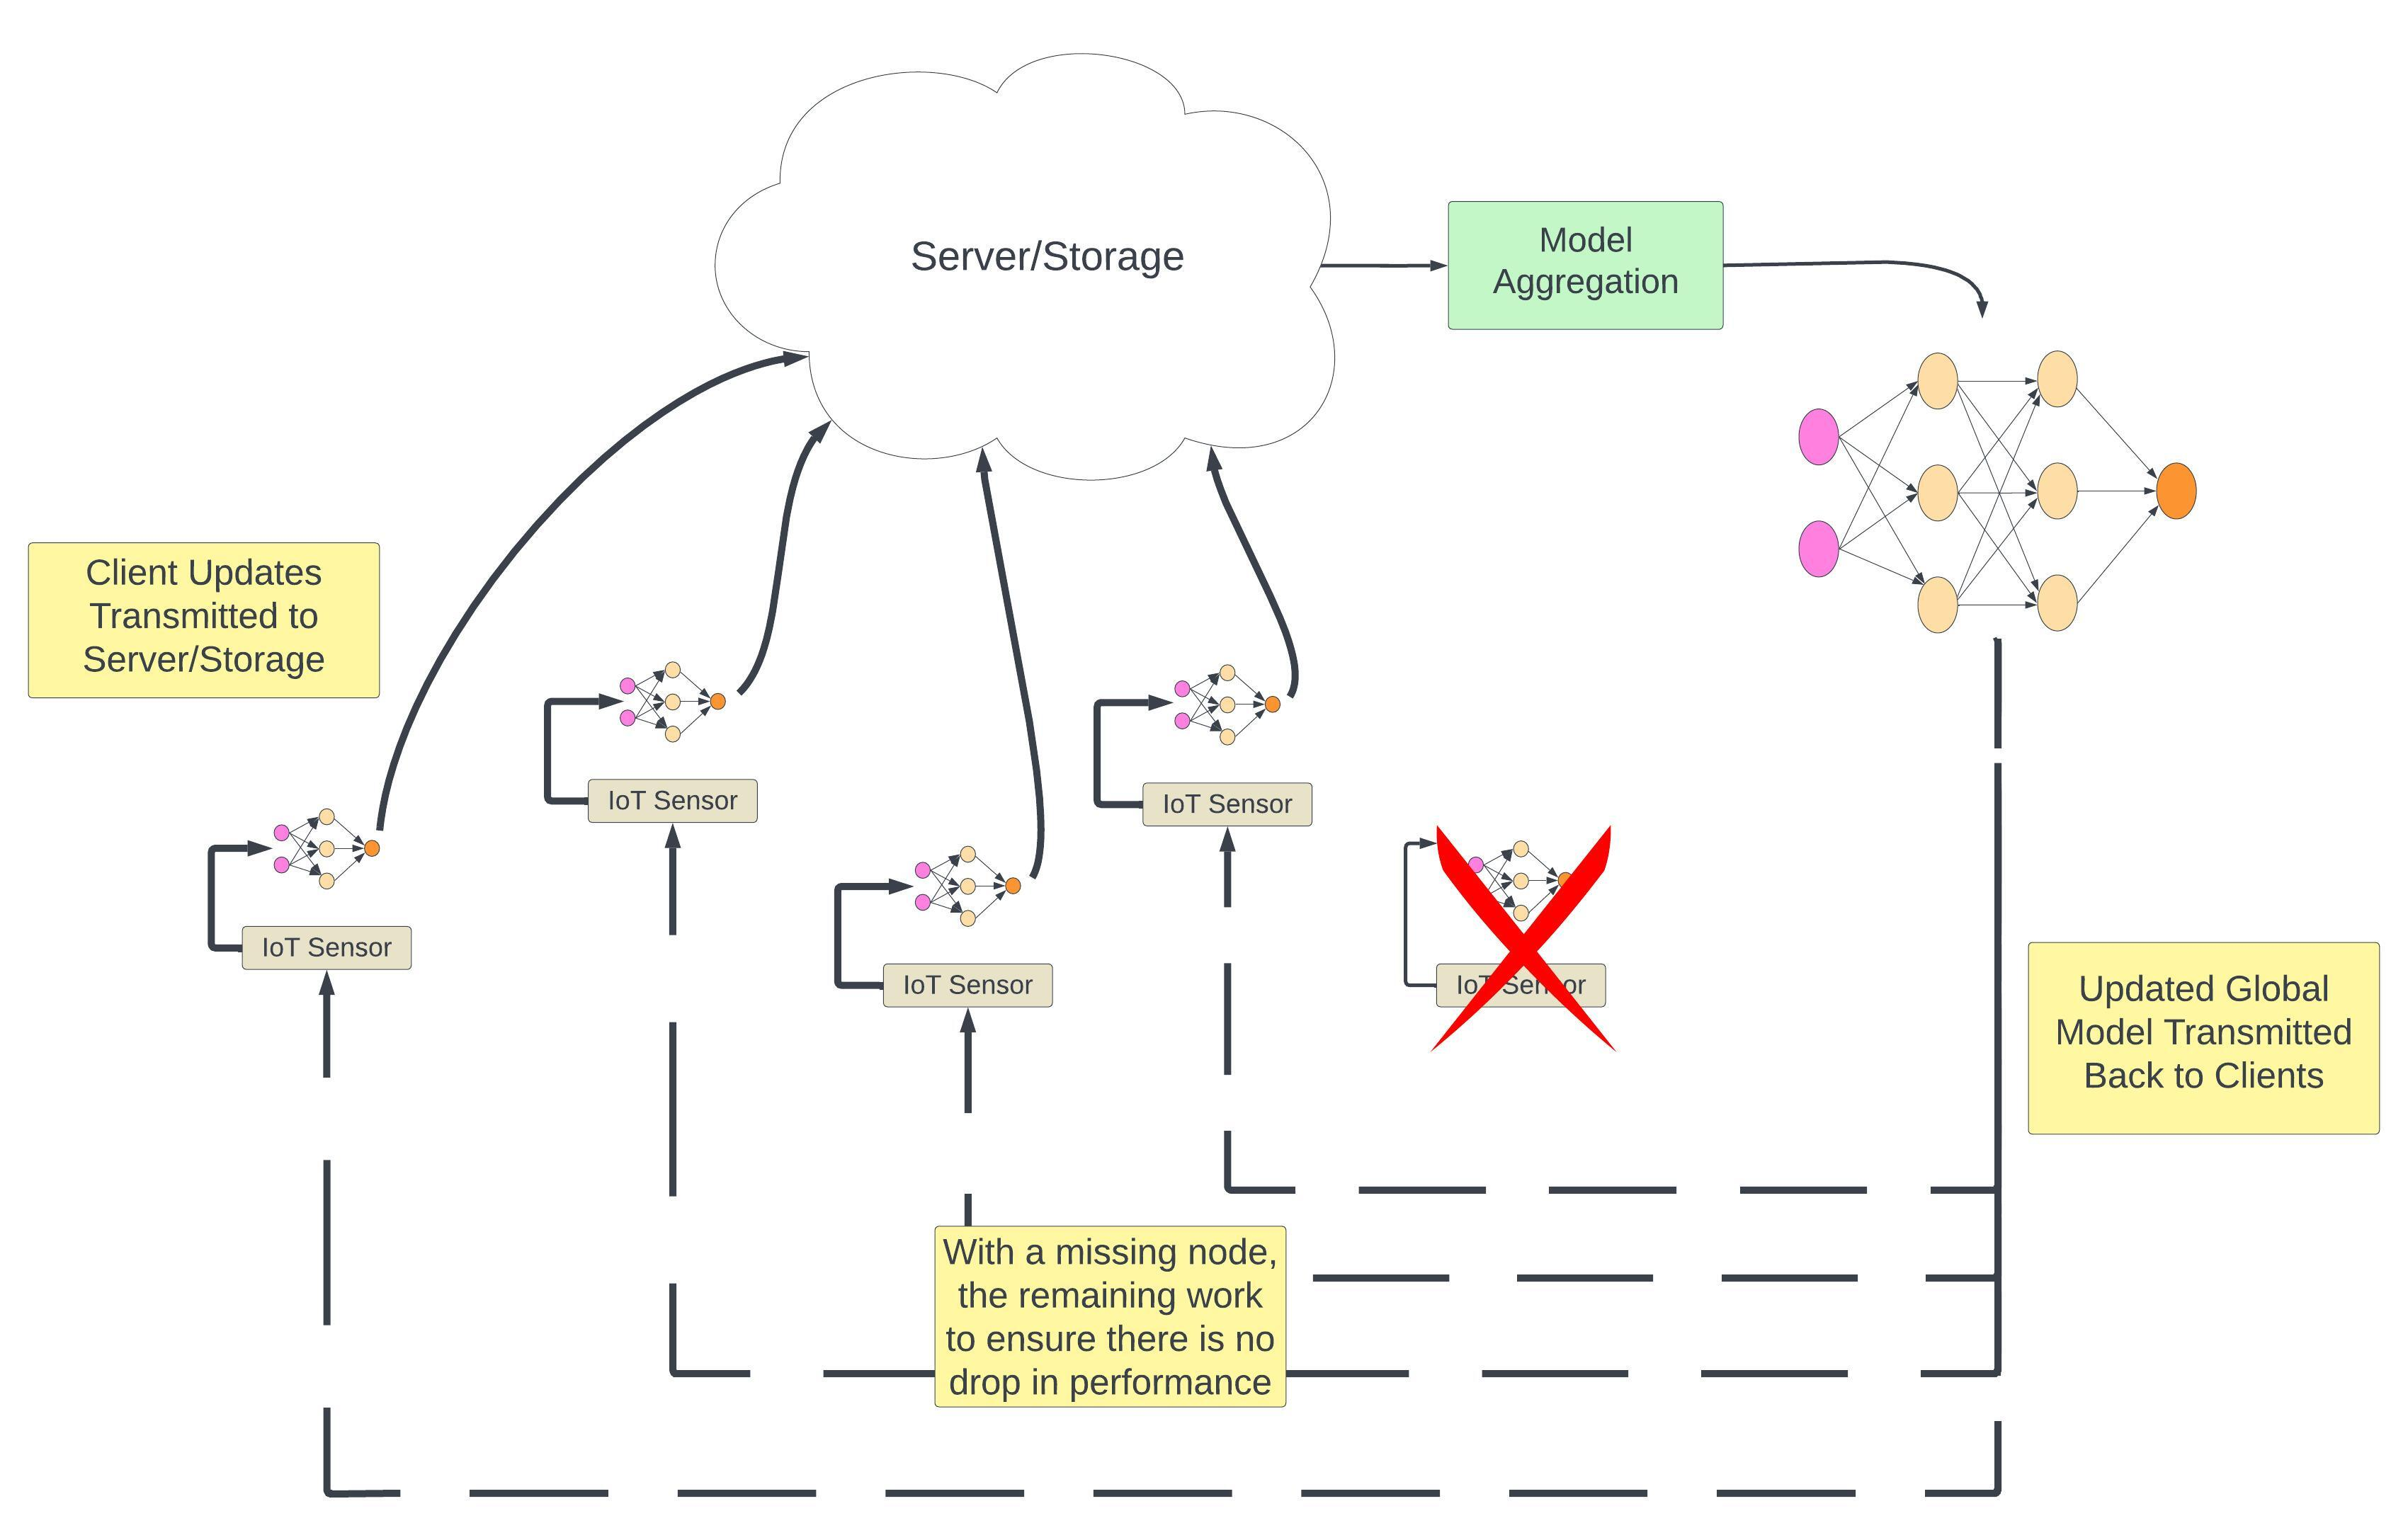 Server/Storage
Model
Aggregation
Client Updates
Transmitted to
Server/Storage
IoT Sensor
IoT Sensor
IoT Sensor
IoT Sensor
IoT Sensor
Updated Global
Model Transmitted
Back to Clients
With a missing node,
the remaining work
to ensure there is no
drop in performance